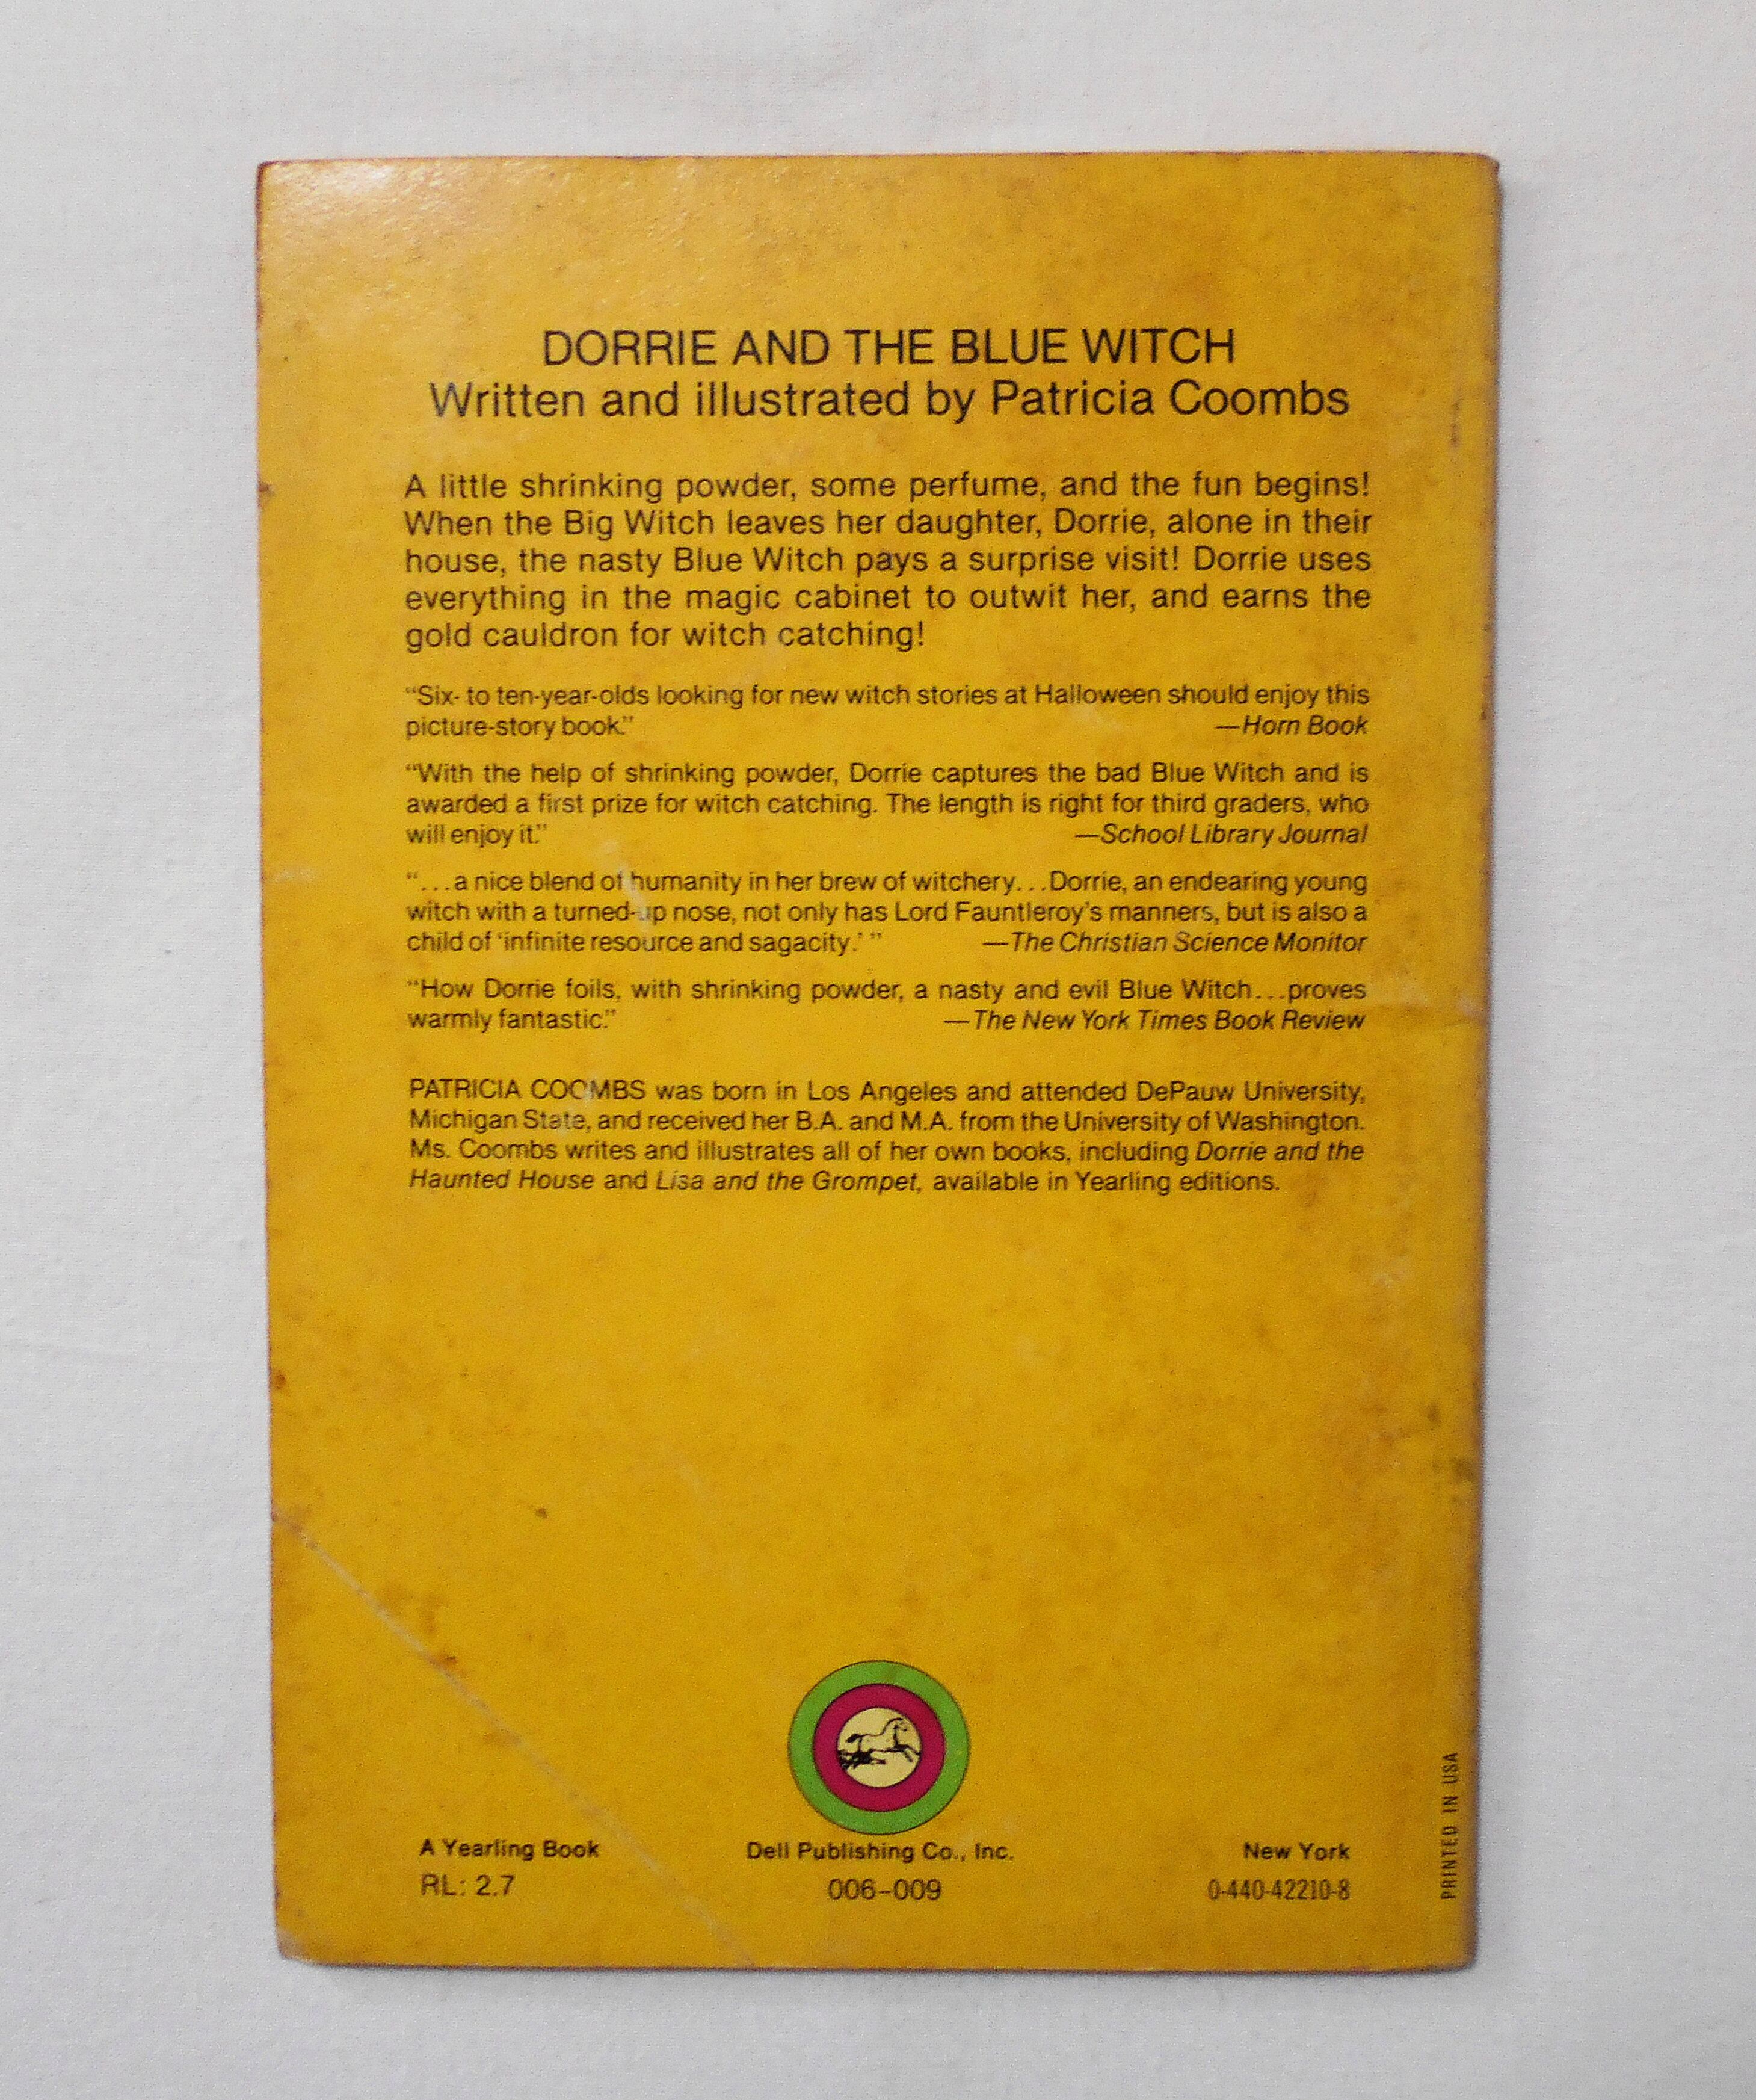 DORRIE AND THE BLUE WITCH
Written and illustrated by Patricia Coombs
A little shrinking powder, some perfume, and the fun begins!
When the Big Witch leaves her daughter, Dorrie, alone in their
house, the nasty Blue Witch pays a surprise visit! Dorrie uses
everything in the magic cabinet to outwit her, and earns the
gold cauldron for witch catching!
“Six- to ten-year-olds looking for new witch stories at Halloween should enjoy this
picture-story book.” —Horn Book
“With the help of shrinking powder, Dorrie captures the bad Blue Witch and is
awarded a first prize for witch catching. The length is right for third graders, who
will enjoy it.” —School Library Journal
“...a nice blend of humanity in her brew of witchery...Dorrie, an endearing young
witch with a turned-up nose, not only has Lord Fauntleroy's manners, but is also a
child of ‘infinite resource and sagacity.’ ” —The Christian Science Monitor
“How Dorrie foils, with shrinking powder, a nasty and evil Blue Witch...proves
warmly fantastic.” —The New York Times Book Review
PATRICIA COOMBS was born in Los Angeles and attended DePauw University,
Michigan State, and received her B.A. and M.A. from the University of Washington.
Ms. Coombs writes and illustrates all of her own books, including Dorrie and the
Haunted House and Lisa and the Grompet, available in Yearling editions.
A Yearling Book Dell Publishing Co., Inc. New York
RL: 2.7 006–009 0-440-42210-8
PRINTED IN USA